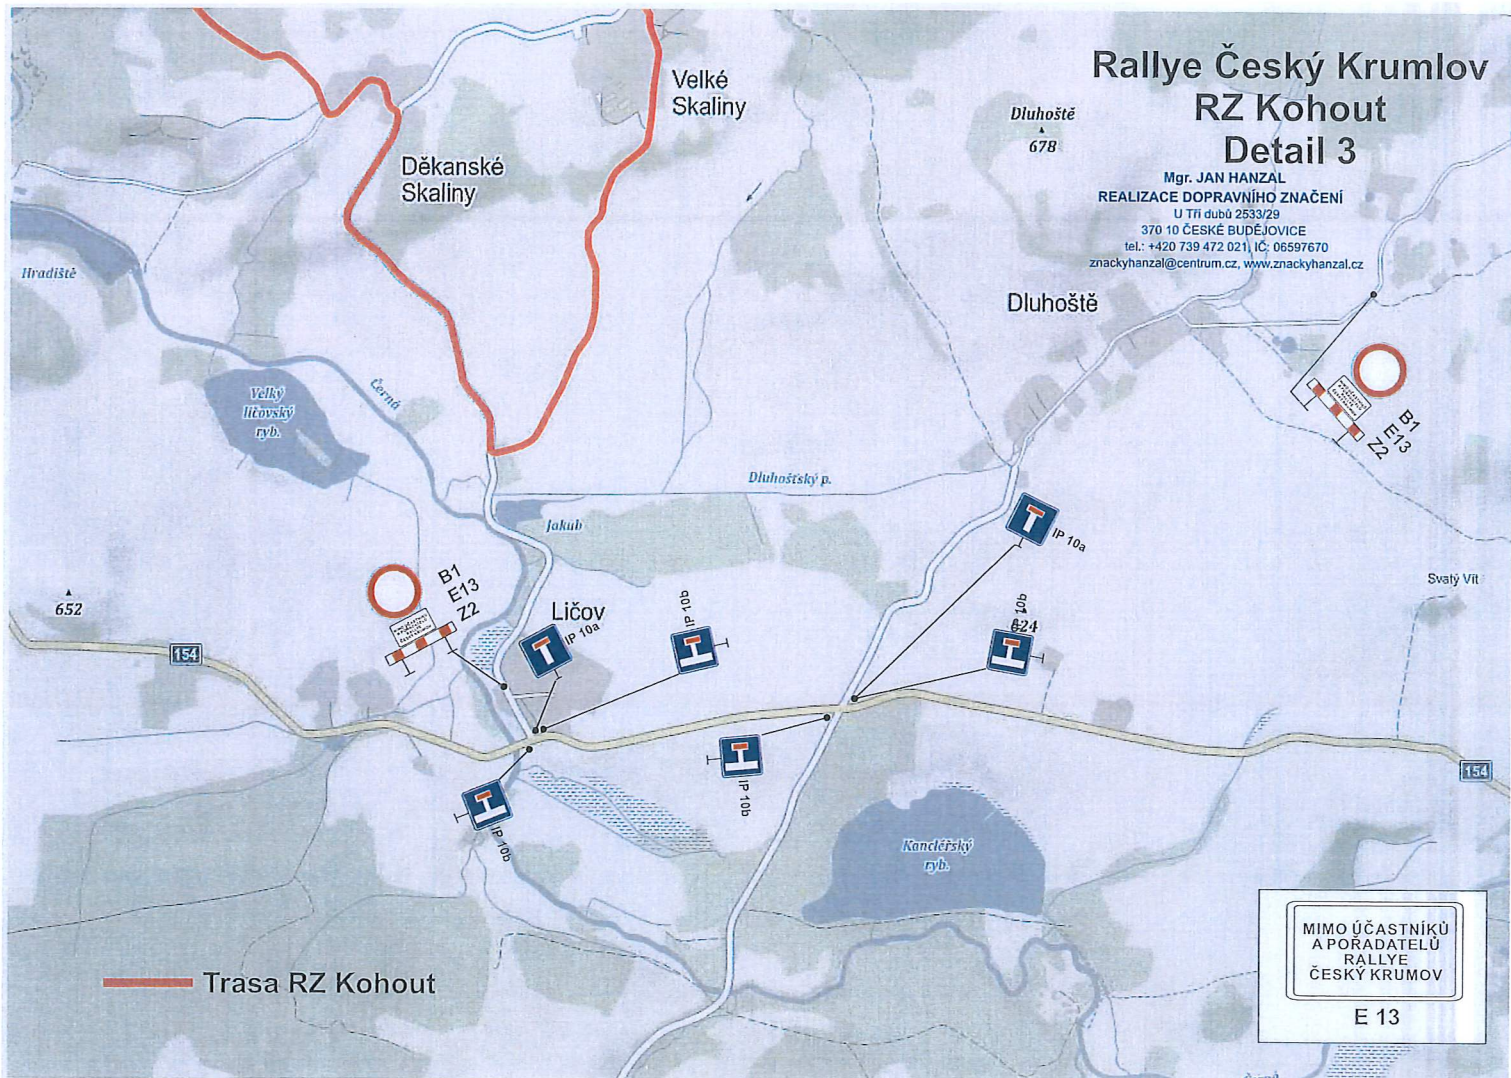 Rallye Český Krumlov
RZ Kohout
Detail 3
Mgr. JAN HANZAL
REALIZACE DOPRAVNÍHO ZNAČENÍ
U Tří dubů 2533/29
370 10 ČESKÉ BUDĚJOVICE
tel.: +420 739 472 021, IČ: 06597670
znackyhanzal@centrum.cz, www.znackyhanzal.cz
Velké
Skaliny
Dluhoště
678
Děkanské
Skaliny
Hradiště
Dluhoště
Velký
ličovský
ryb.
Černá
B1
E13
Z2
Dluhošťský p.
Jakub
IP 10a
B1
E13
Z2
652
Ličov
IP 10a
IP 10b
10b
624
Svatý Vít
154
154
IP 10b
IP 10b
Kancléřský
ryb.
MIMO ÚČASTNÍKŮ
A POŘADATELŮ
RALLYE
ČESKÝ KRUMOV
E 13
Trasa RZ Kohout